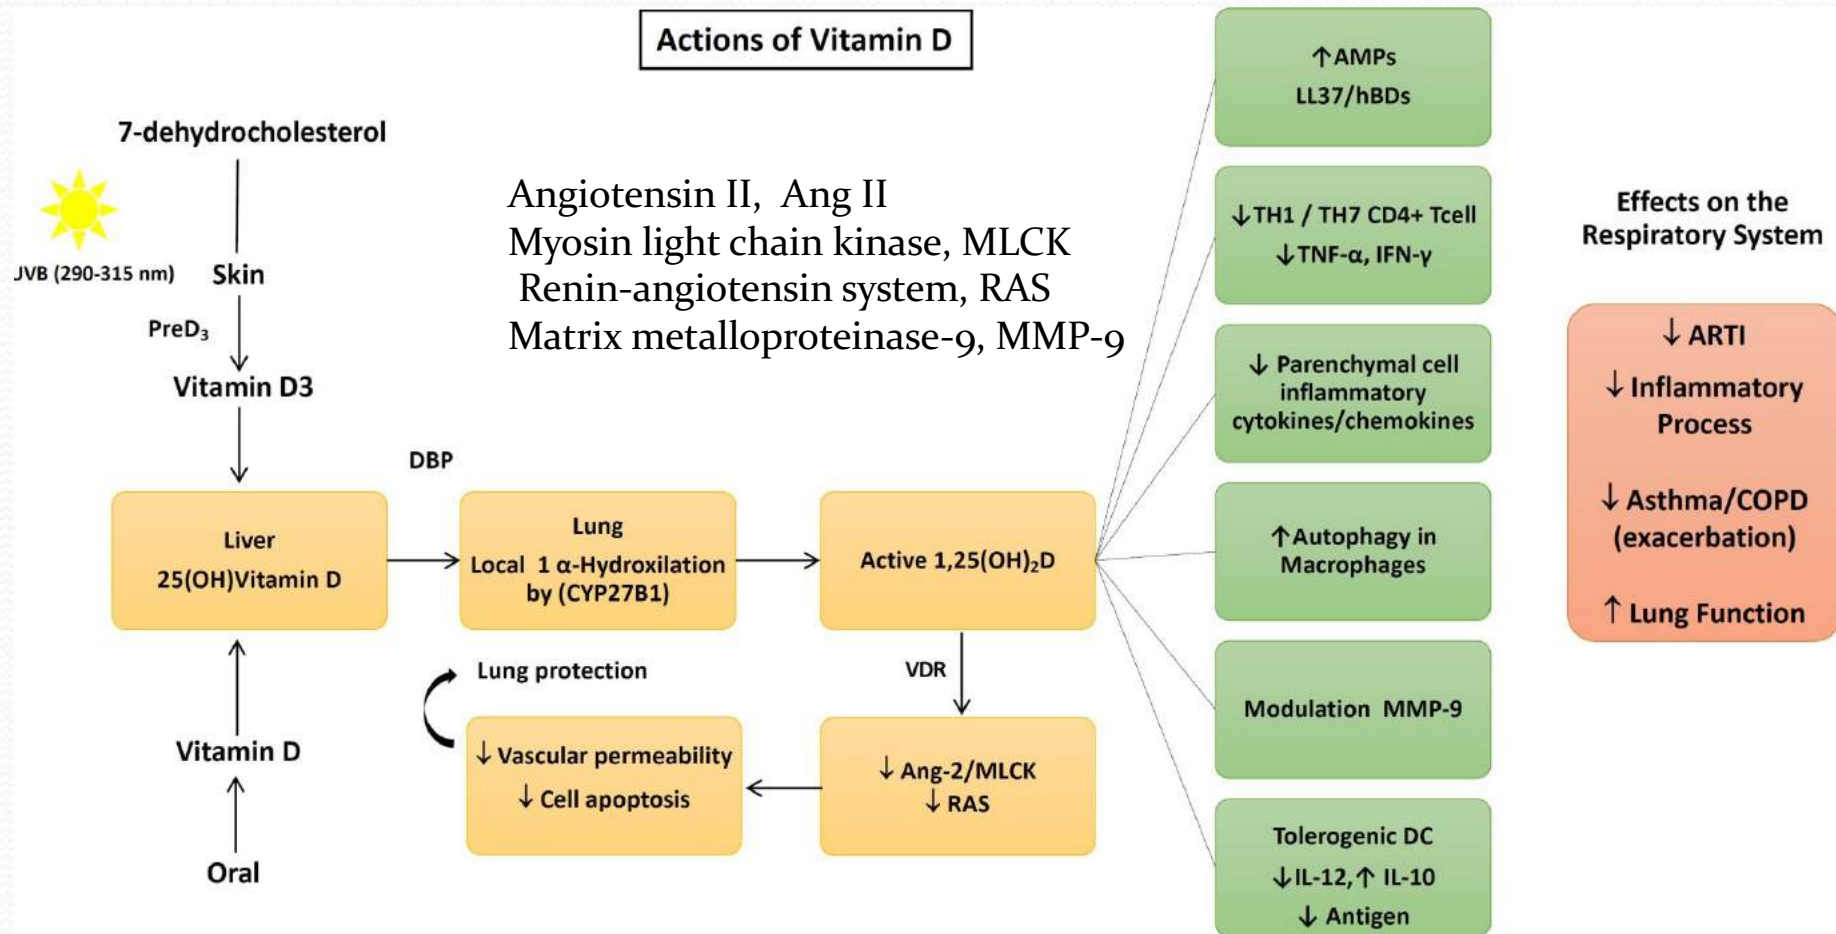 Actions of Vitamin D
7-dehydrocholesterol
JVB (290-315 nm)
Skin
PreD₃
Vitamin D3
Angiotensin II, Ang II
Myosin light chain kinase, MLCK
Renin-angiotensin system, RAS
Matrix metalloproteinase-9, MMP-9
DBP
Liver
25(OH)Vitamin D
Lung
Local 1 α-Hydroxilation
by (CYP27B1)
Active 1,25(OH)₂D
VDR
Lung protection
Vitamin D
Oral
↓ Vascular permeability
↓ Cell apoptosis
↓ Ang-2/MLCK
↓ RAS
↑AMPs
LL37/hBDs
↓TH1 / TH7 CD4+ Tcell
↓TNF-α, IFN-γ
↓ Parenchymal cell
inflammatory
cytokines/chemokines
↑Autophagy in
Macrophages
Modulation MMP-9
Tolerogenic DC
↓IL-12,↑ IL-10
↓ Antigen
Effects on the
Respiratory System
↓ ARTI
↓ Inflammatory
Process
↓ Asthma/COPD
(exacerbation)
↑ Lung Function